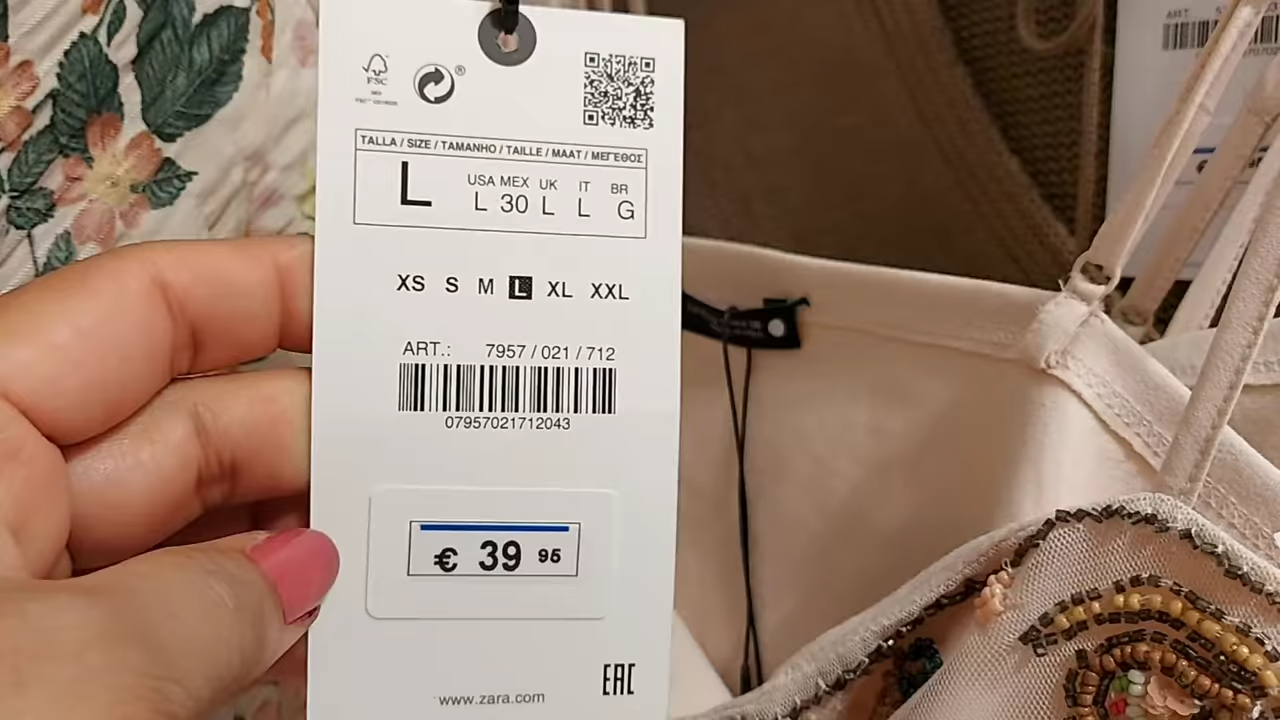 FSC
®
TALLA / SIZE / TAMANHO / TAILLE / MAAT / ΜΕΓΕΘΟΣ
L
USA MEX UK IT BR
L 30 L L G
XS S M L XL XXL
ART.: 7957 / 021 / 712
07957021712043
€ 39 95
www.zara.com
EAC
ART.